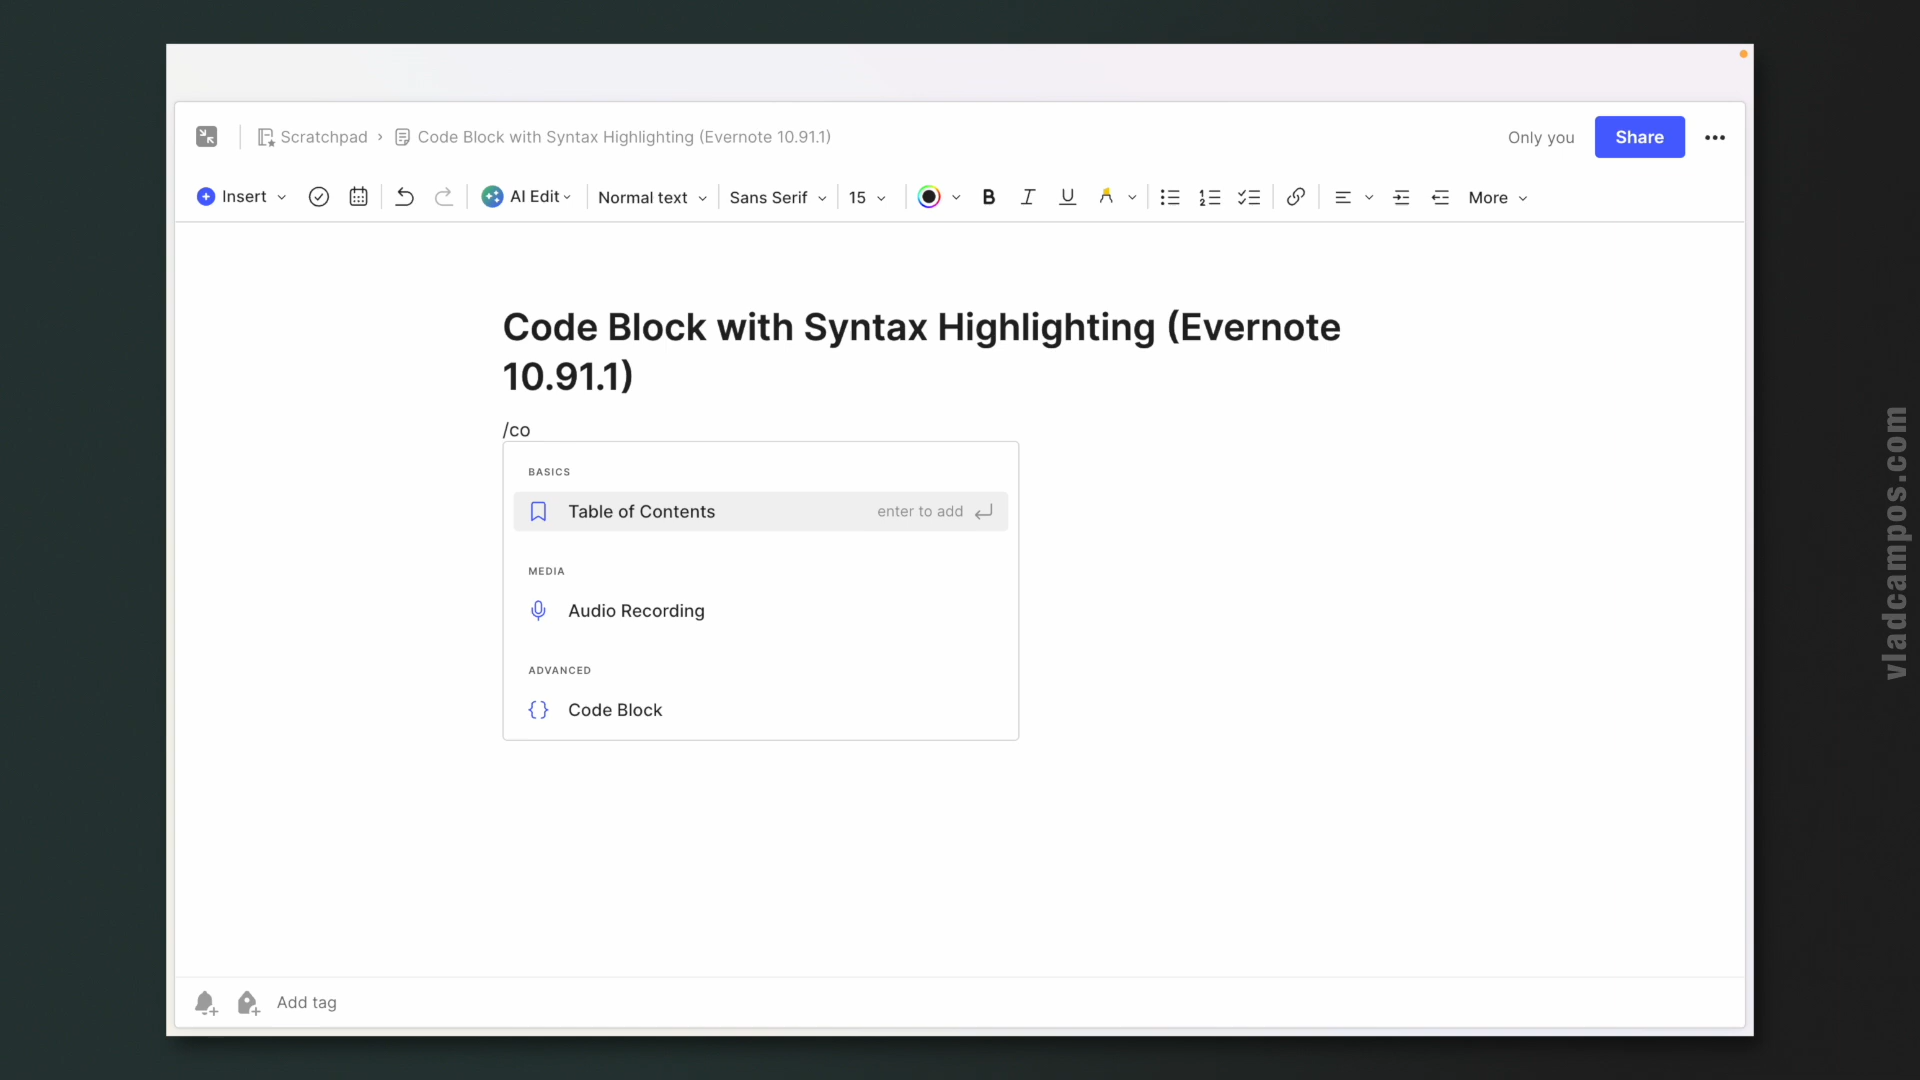 Scratchpad › Code Block with Syntax Highlighting (Evernote 10.91.1)
Only you
Share
Insert
AI Edit
Normal text
Sans Serif
15
B I U A
More
Code Block with Syntax Highlighting (Evernote
10.91.1)
/co
BASICS
Table of Contents
enter to add
MEDIA
Audio Recording
ADVANCED
{} Code Block
Add tag
vladcampos.com